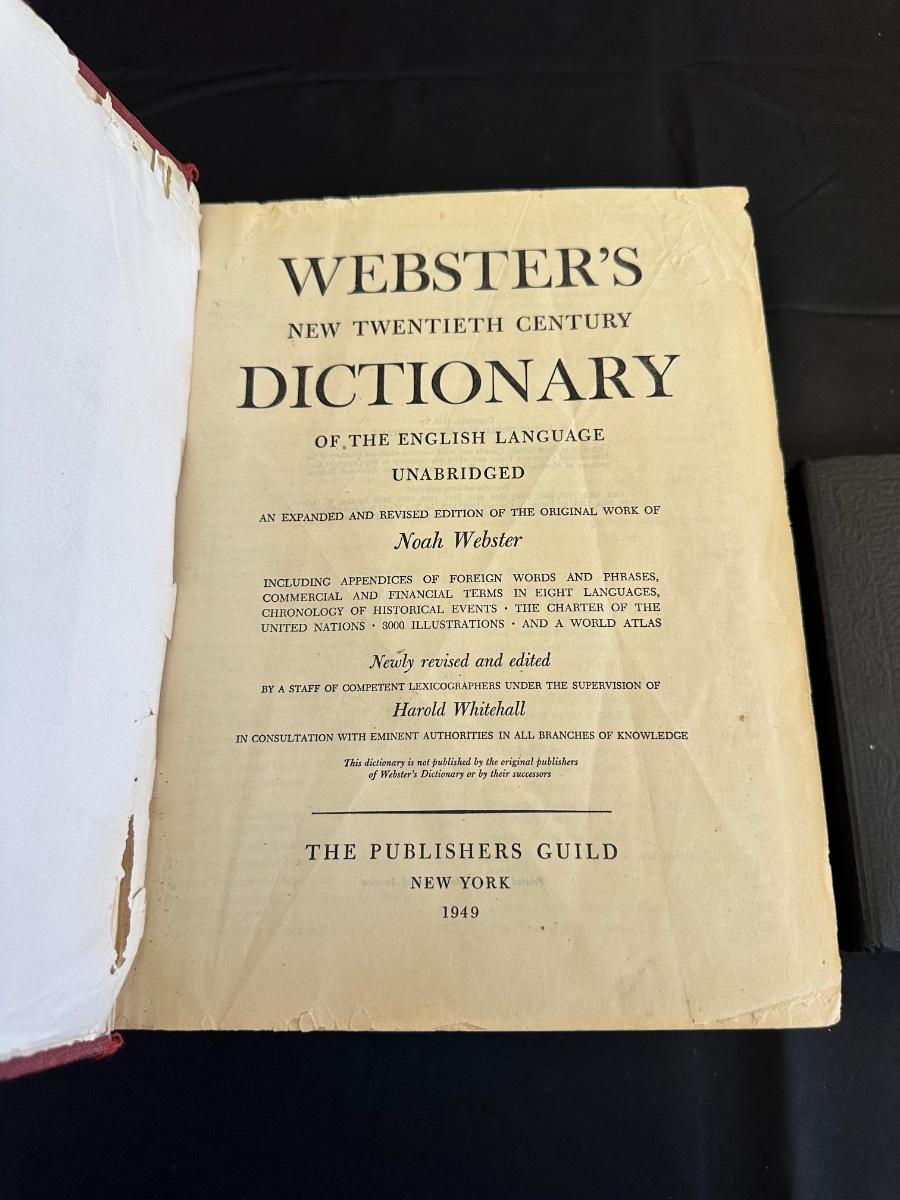 WEBSTER'S
NEW TWENTIETH CENTURY
DICTIONARY
OF THE ENGLISH LANGUAGE
UNABRIDGED
AN EXPANDED AND REVISED EDITION OF THE ORIGINAL WORK OF
Noah Webster
INCLUDING APPENDICES OF FOREIGN WORDS AND PHRASES,
COMMERCIAL AND FINANCIAL TERMS IN EIGHT LANGUAGES,
CHRONOLOGY OF HISTORICAL EVENTS · THE CHARTER OF THE
UNITED NATIONS · 3000 ILLUSTRATIONS · AND A WORLD ATLAS
Newly revised and edited
BY A STAFF OF COMPETENT LEXICOGRAPHERS UNDER THE SUPERVISION OF
Harold Whitehall
IN CONSULTATION WITH EMINENT AUTHORITIES IN ALL BRANCHES OF KNOWLEDGE
This dictionary is not published by the original publishers
of Webster's Dictionary or by their successors
THE PUBLISHERS GUILD
NEW YORK
1949